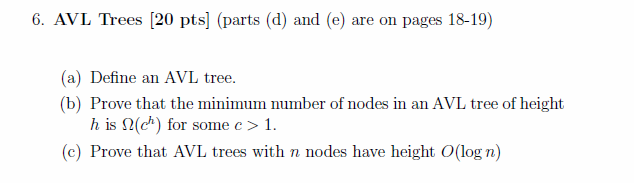 6. AVL Trees [20 pts] (parts (d) and (e) are on pages 18-19)
(a) Define an AVL tree.
(b) Prove that the minimum number of nodes in an AVL tree of height
h is Ω(cʰ) for some c > 1.
(c) Prove that AVL trees with n nodes have height O(log n)